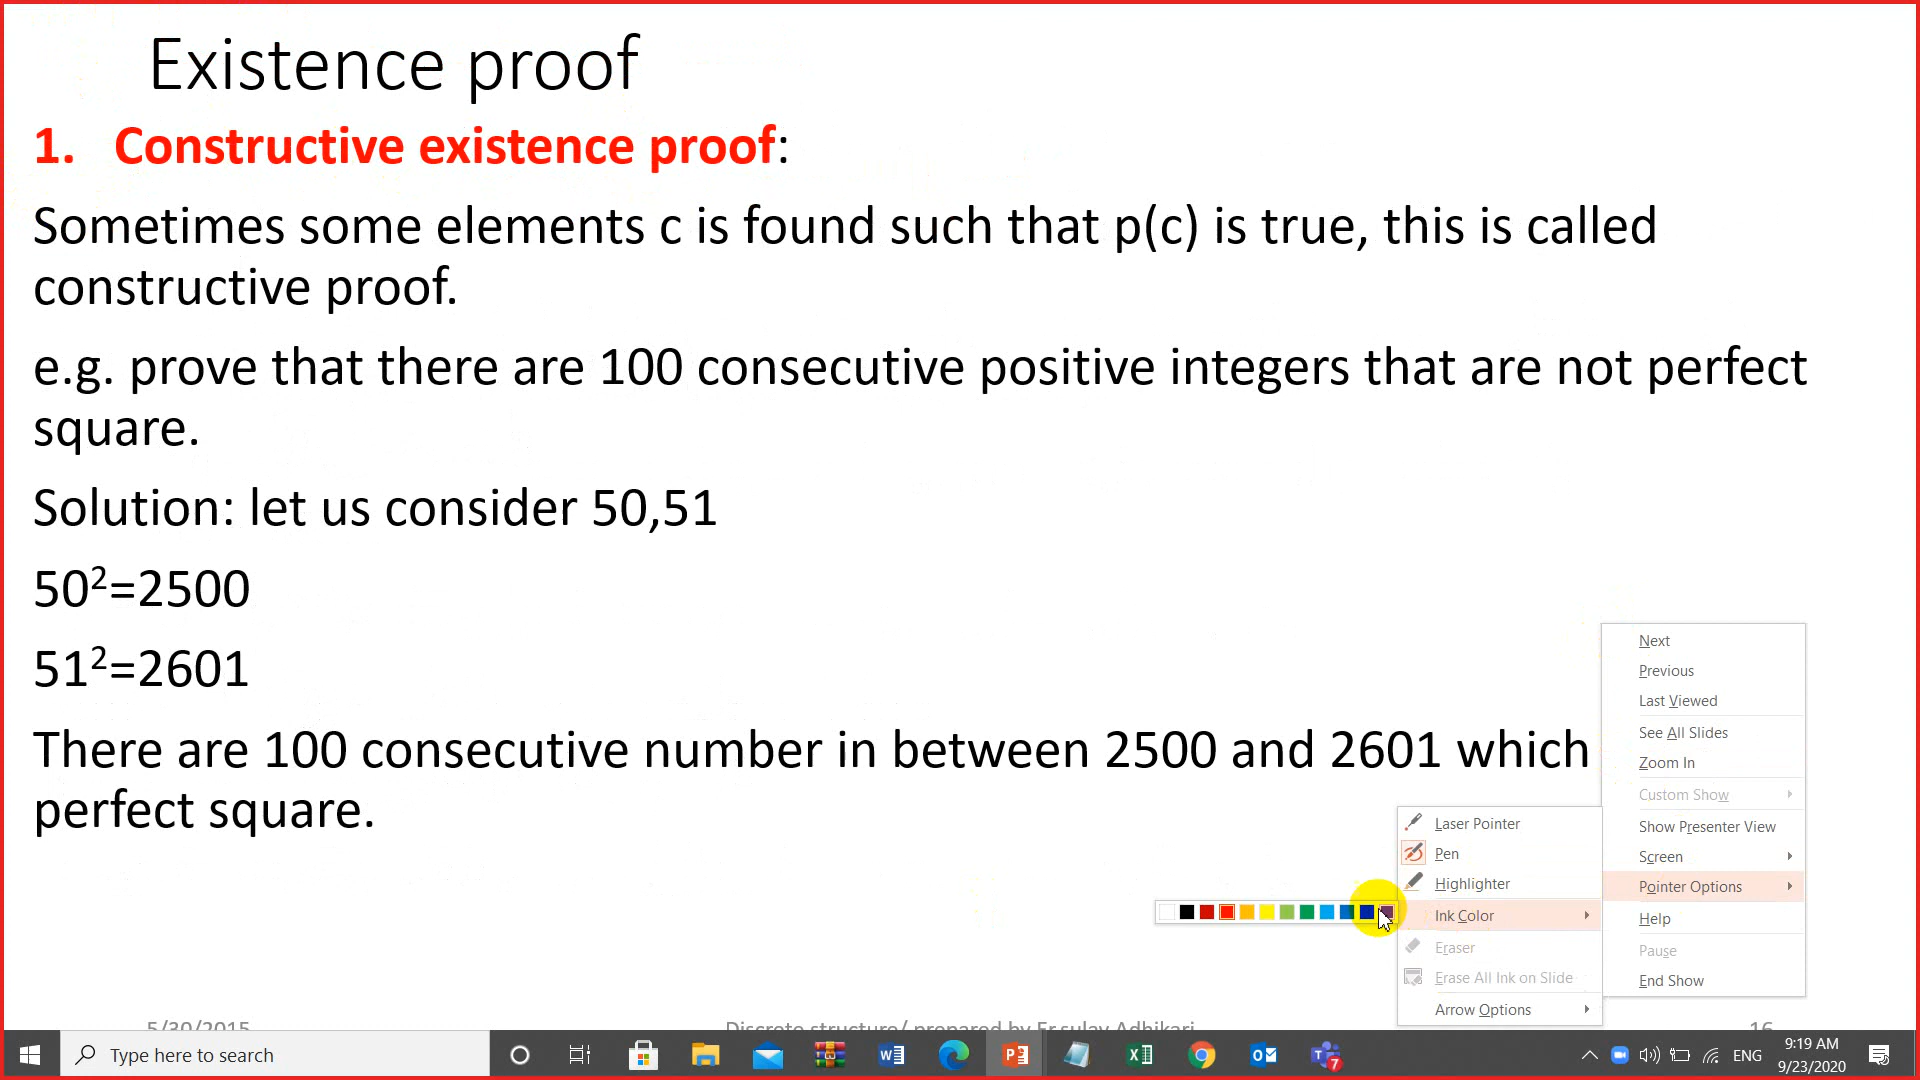 Existence proof
1. Constructive existence proof:
Sometimes some elements c is found such that p(c) is true, this is called
constructive proof.
e.g. prove that there are 100 consecutive positive integers that are not perfect
square.
Solution: let us consider 50,51
50²=2500
51²=2601
There are 100 consecutive number in between 2500 and 2601 which
perfect square.
Next
Previous
Last Viewed
See All Slides
Zoom In
Custom Show
Show Presenter View
Screen
Pointer Options
Help
Pause
End Show
Laser Pointer
Pen
Highlighter
Ink Color
Eraser
Erase All Ink on Slide
Arrow Options
5/30/2015
Discrete structure/ prepared by Er.sulav Adhikari
16
Type here to search
7
ENG
9:19 AM
9/23/2020